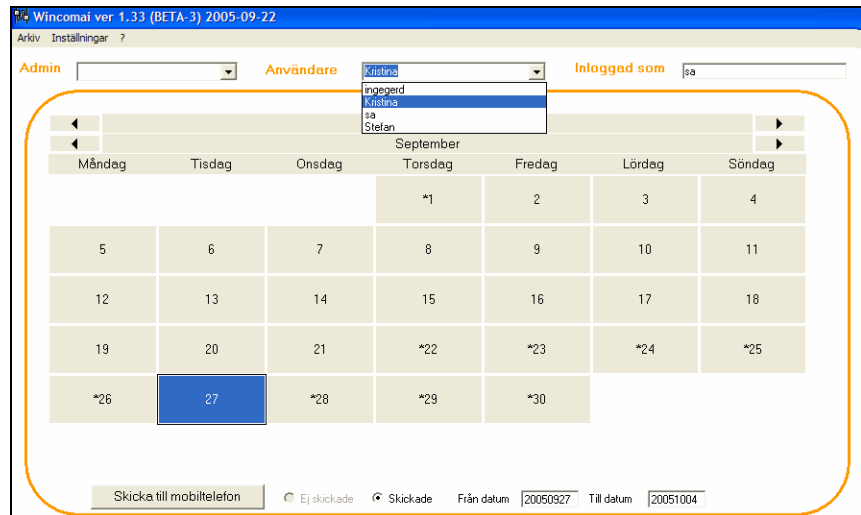 Wincomai ver 1.33 (BETA-3) 2005-09-22
Arkiv Inställningar ?
Admin Användare Kristina Inloggad som sa
ingegerd
Kristina
sa
Stefan
September
Måndag Tisdag Onsdag Torsdag Fredag Lördag Söndag
*1 2 3 4
5 6 7 8 9 10 11
12 13 14 15 16 17 18
19 20 21 *22 *23 *24 *25
*26 27 *28 *29 *30
Skicka till mobiltelefon Ej skickade Skickade Från datum 20050927 Till datum 20051004